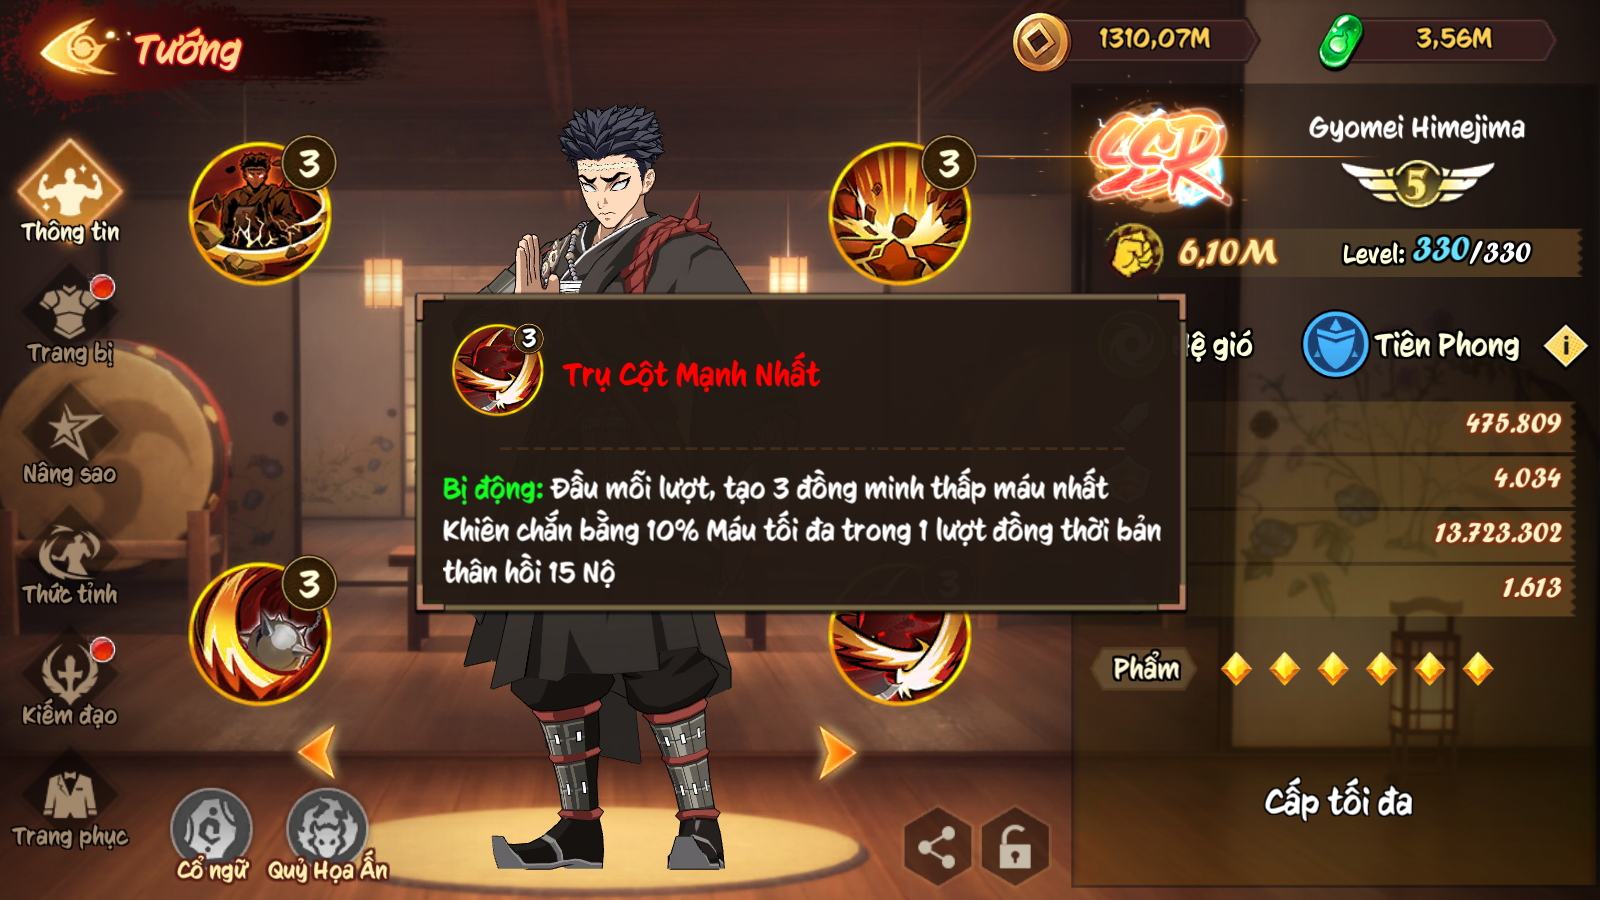 Tướng
1310,07M
3,56M
Thông tin
Trang bị
Nâng sao
Thức tỉnh
Kiếm đạo
Trang phục
3
3
3
SSR
Gyomei Himejima
5
6,10M
Level: 330/330
Hệ gió
Tiên Phong
3
Trụ Cột Mạnh Nhất
Bị động: Đầu mỗi lượt, tạo 3 đồng minh thấp máu nhất
Khiên chắn bằng 10% Máu tối đa trong 1 lượt đồng thời bản
thân hồi 15 Nộ
3
475.809
4.034
13.723.302
1.613
Phẩm
Cấp tối đa
Cổ ngữ
Quỷ Họa Ấn